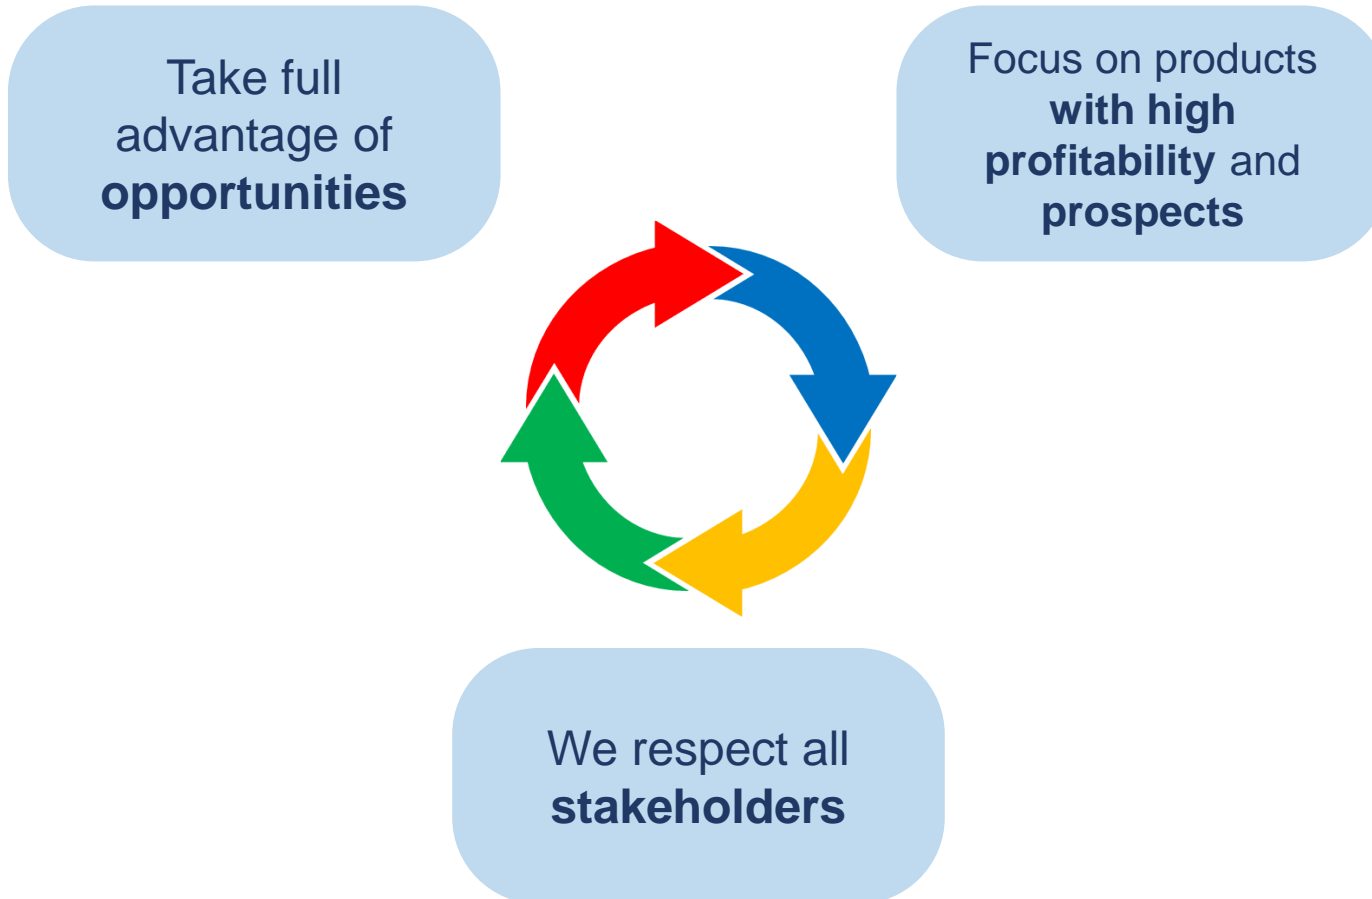 Take full
advantage of
opportunities
Focus on products
with high
profitability and
prospects
We respect all
stakeholders